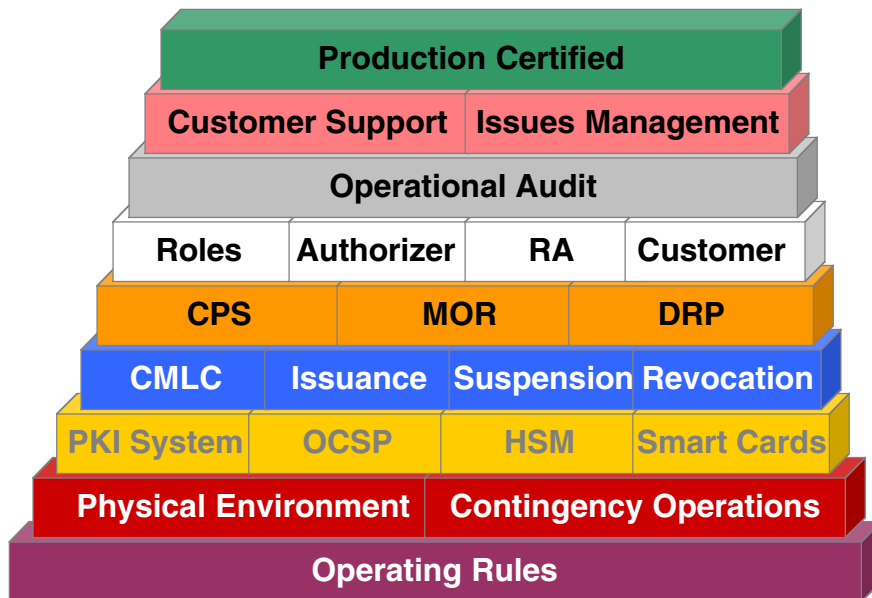 Production Certified
Customer Support Issues Management
Operational Audit
Roles Authorizer RA Customer
CPS MOR DRP
CMLC Issuance Suspension Revocation
PKI System OCSP HSM Smart Cards
Physical Environment Contingency Operations
Operating Rules